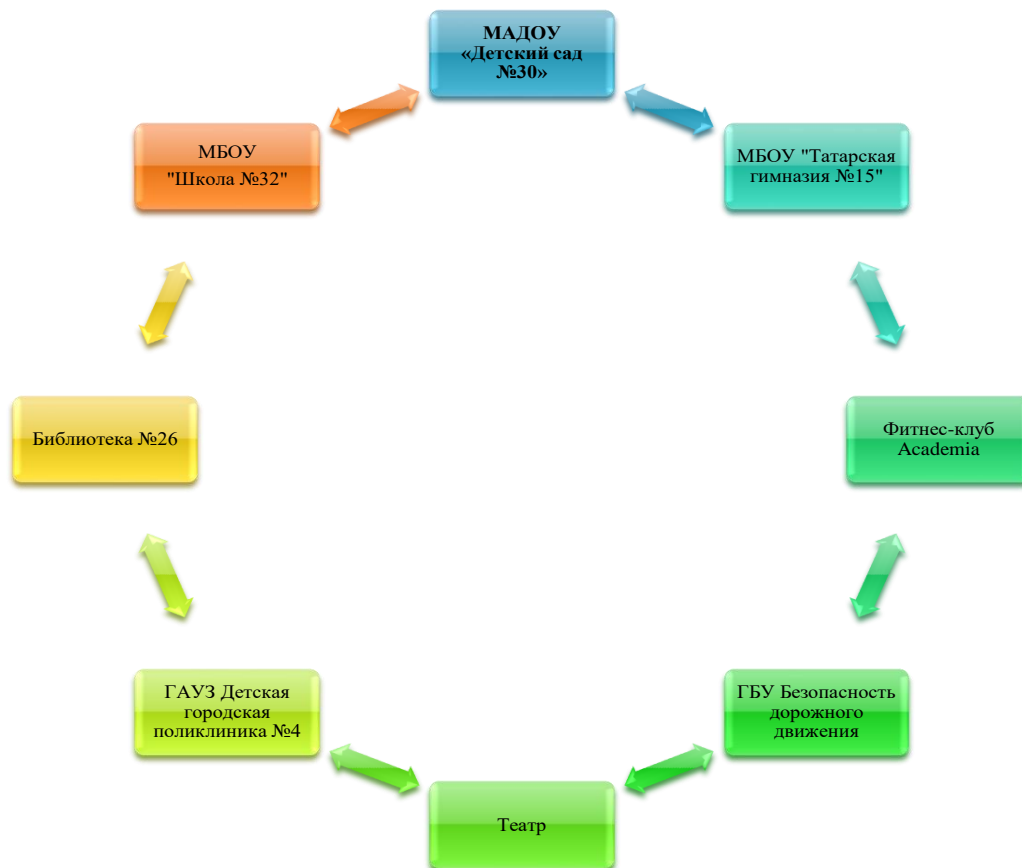 МАДОУ
«Детский сад
№30»
МБОУ
"Школа №32"
МБОУ "Татарская
гимназия №15"
Библиотека №26
Фитнес-клуб
Academia
ГАУЗ Детская
городская
поликлиника №4
ГБУ Безопасность
дорожного
движения
Театр